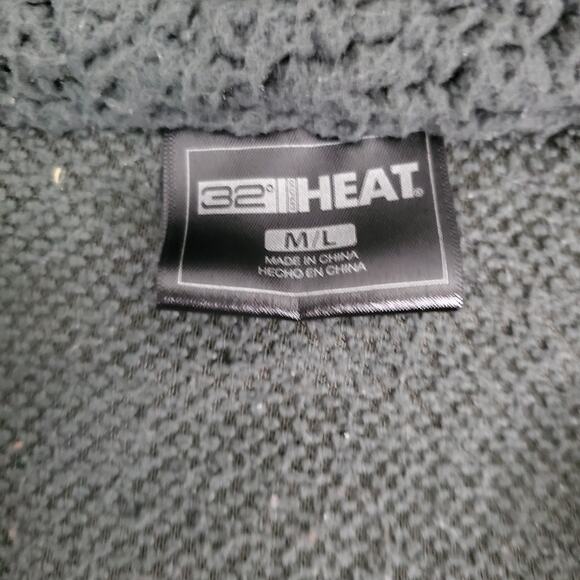 32° HEAT®
M/L
MADE IN CHINA
HECHO EN CHINA